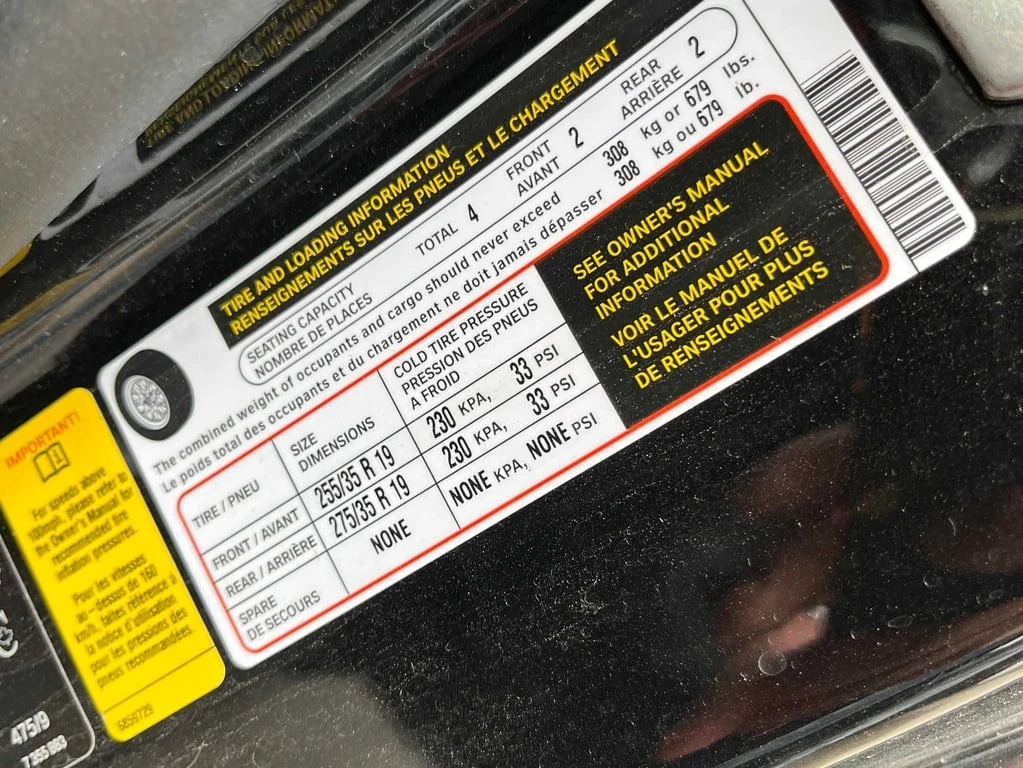 TIRE AND LOADING INFORMATION
RENSEIGNEMENTS SUR LES PNEUS ET LE CHARGEMENT
SEATING CAPACITY
NOMBRE DE PLACES
TOTAL 4
FRONT
AVANT 2
REAR
ARRIÈRE 2
The combined weight of occupants and cargo should never exceed 308 kg or 679 lbs.
Le poids total des occupants et du chargement ne doit jamais dépasser 308 kg ou 679 lb.
TIRE / PNEU
SIZE
DIMENSIONS
COLD TIRE PRESSURE
PRESSION DES PNEUS
A FROID
FRONT / AVANT 255/35 R 19 230 KPA, 33 PSI
REAR / ARRIÈRE 275/35 R 19 230 KPA, 33 PSI
SPARE
DE SECOURS
NONE NONE KPA, NONE PSI
SEE OWNER'S MANUAL
FOR ADDITIONAL
INFORMATION
VOIR LE MANUEL DE
L'USAGER POUR PLUS
DE RENSEIGNEMENTS
IMPORTANT!
For speeds above
100mph, please refer to
the Owner's Manual for
recommended tire
inflation pressures.
Pour les vitesses
au-dessus de 160
km/h, faites référence à
la notice d'utilisation
pour les pressions des
pneus recommandées.
6859729
475/9